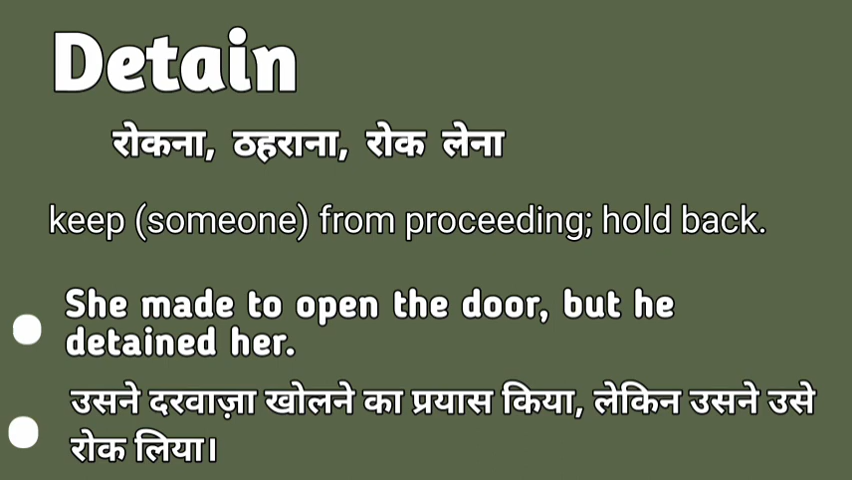 Detain
रोकना, ठहराना, रोक लेना
keep (someone) from proceeding; hold back.
She made to open the door, but he
detained her.
उसने दरवाज़ा खोलने का प्रयास किया, लेकिन उसने उसे
रोक लिया।